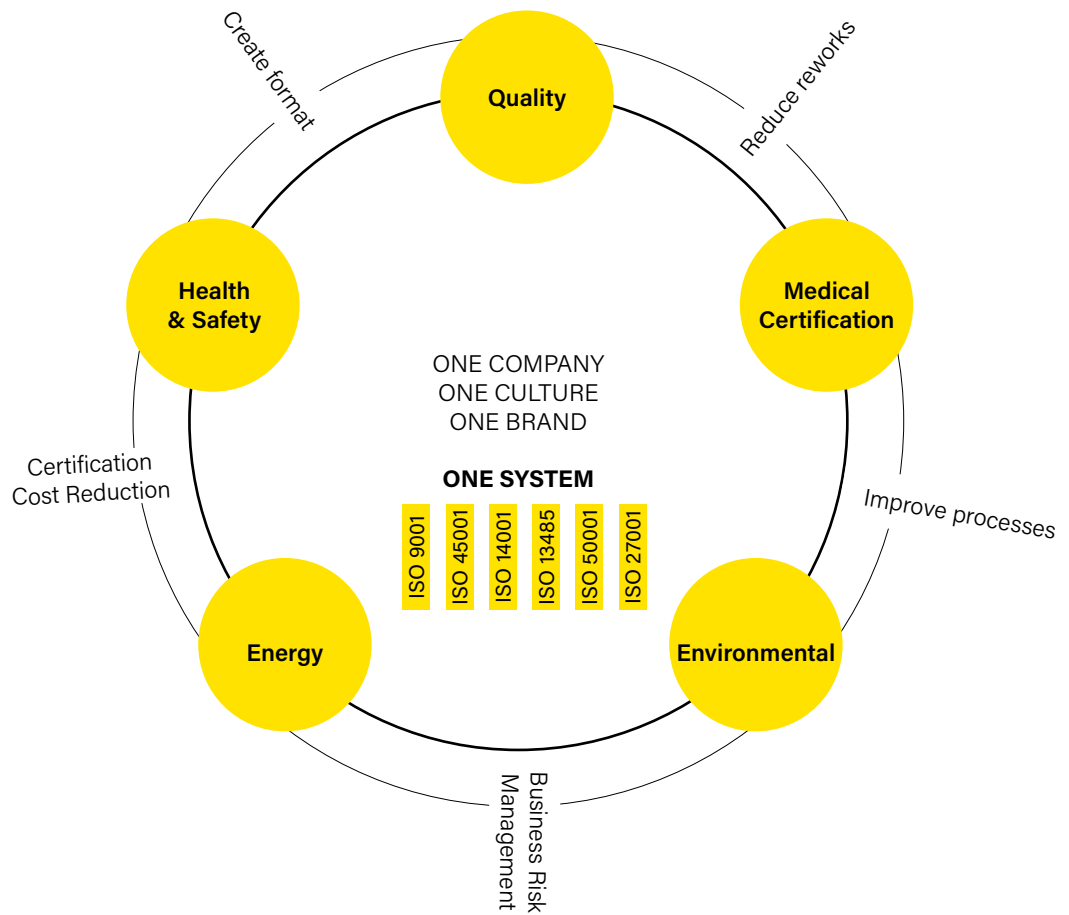 Create format
Quality
Reduce reworks
Health
& Safety
Medical
Certification
ONE COMPANY
ONE CULTURE
ONE BRAND
ONE SYSTEM
Certification
Cost Reduction
Improve processes
ISO 9001
ISO 45001
ISO 14001
ISO 13485
ISO 50001
ISO 27001
Energy
Environmental
Business Risk
Management